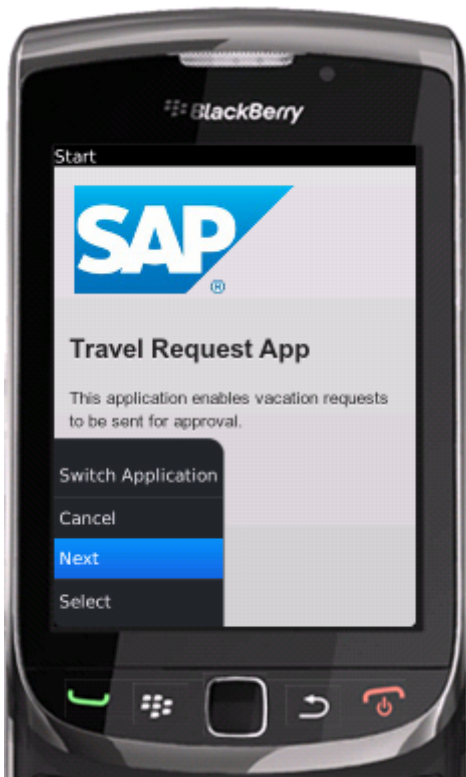 BlackBerry
Start
SAP
®
Travel Request App
This application enables vacation requests
to be sent for approval.
Switch Application
Cancel
Next
Select